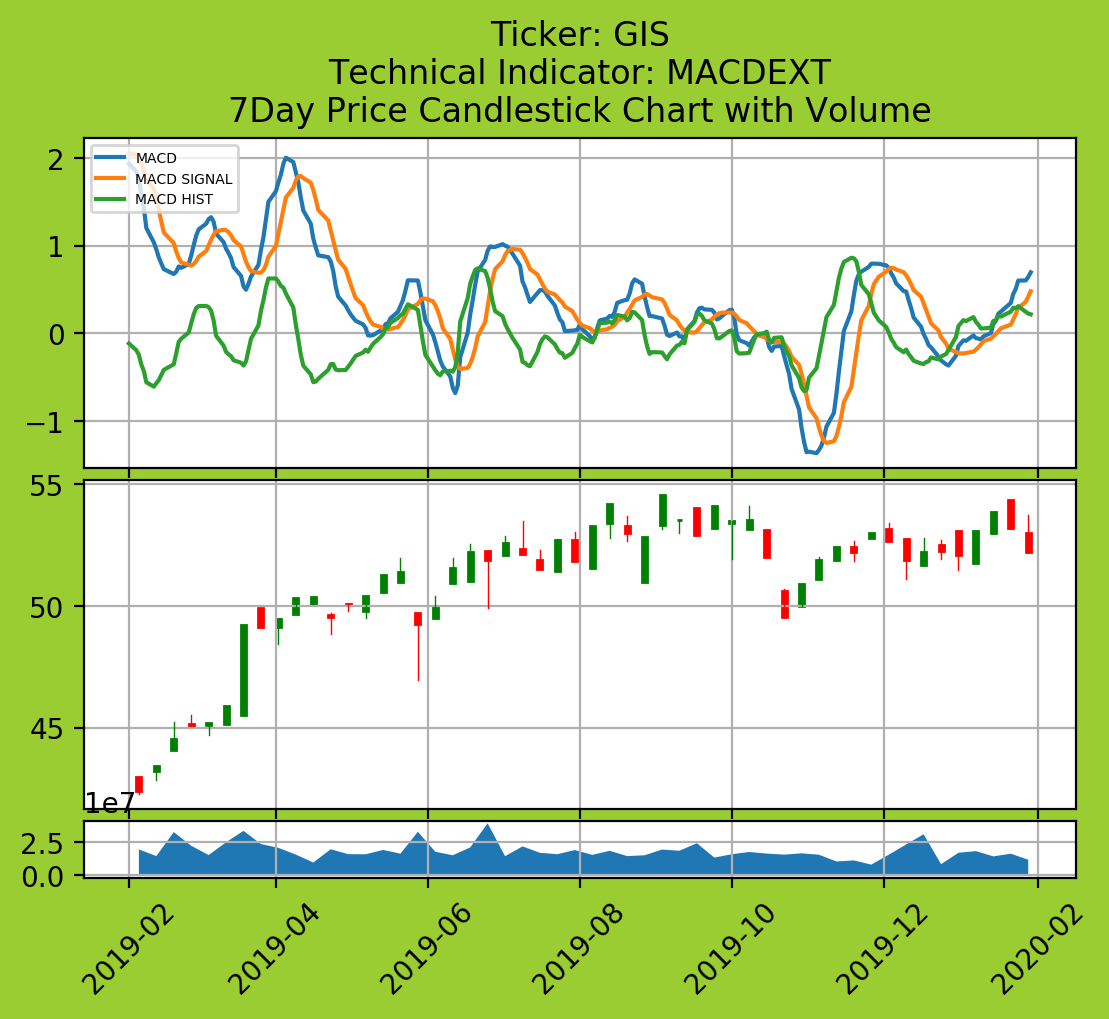 Ticker: GIS
Technical Indicator: MACDEXT
7Day Price Candlestick Chart with Volume
MACD
MACD SIGNAL
MACD HIST
2
1
0
−1
55
50
45
1e7
2.5
0.0
2019-02
2019-04
2019-06
2019-08
2019-10
2019-12
2020-02